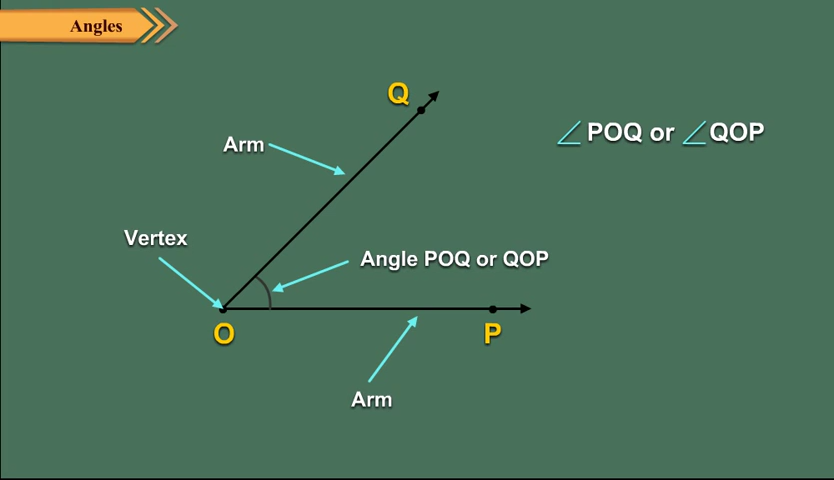 Angles
Q
Arm
∠POQ or ∠QOP
Vertex
Angle POQ or QOP
O
P
Arm